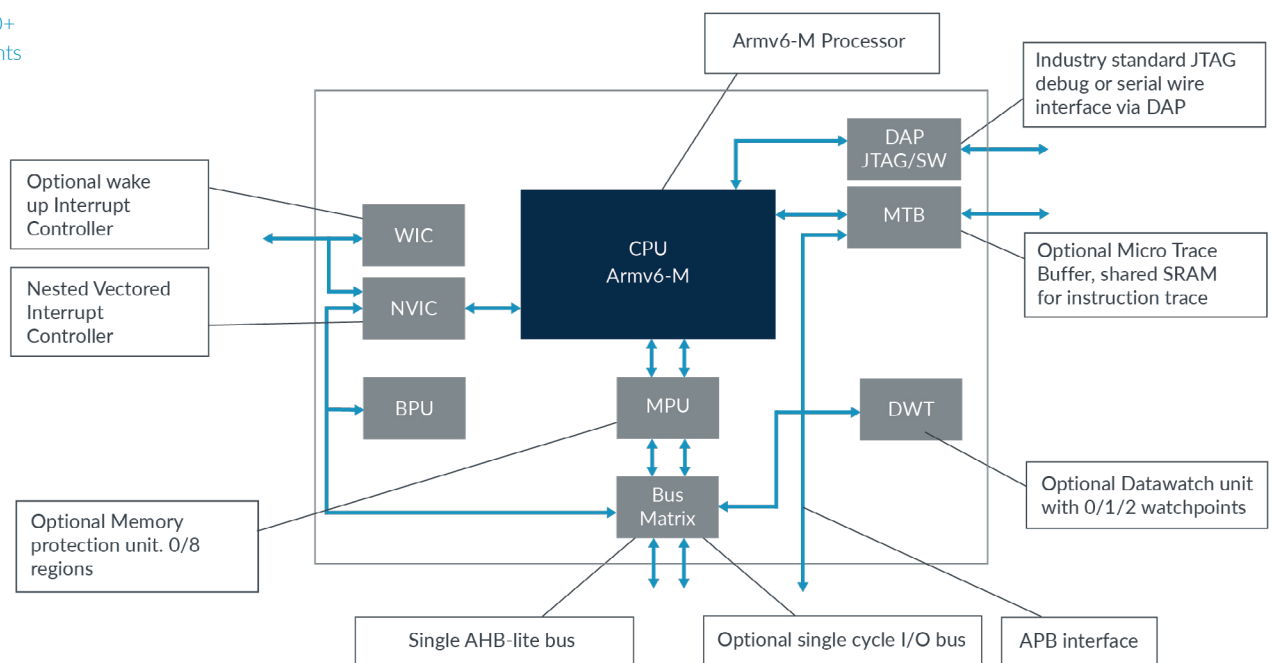 Armv6-M Processor
Industry standard JTAG
debug or serial wire
interface via DAP
DAP
JTAG/SW
Optional wake
up Interrupt
Controller
WIC
CPU
Armv6-M
MTB
Optional Micro Trace
Buffer, shared SRAM
for instruction trace
Nested Vectored
Interrupt
Controller
NVIC
BPU
MPU
DWT
Optional Memory
protection unit. 0/8
regions
Bus
Matrix
Optional Datawatch unit
with 0/1/2 watchpoints
Single AHB-lite bus
Optional single cycle I/O bus
APB interface